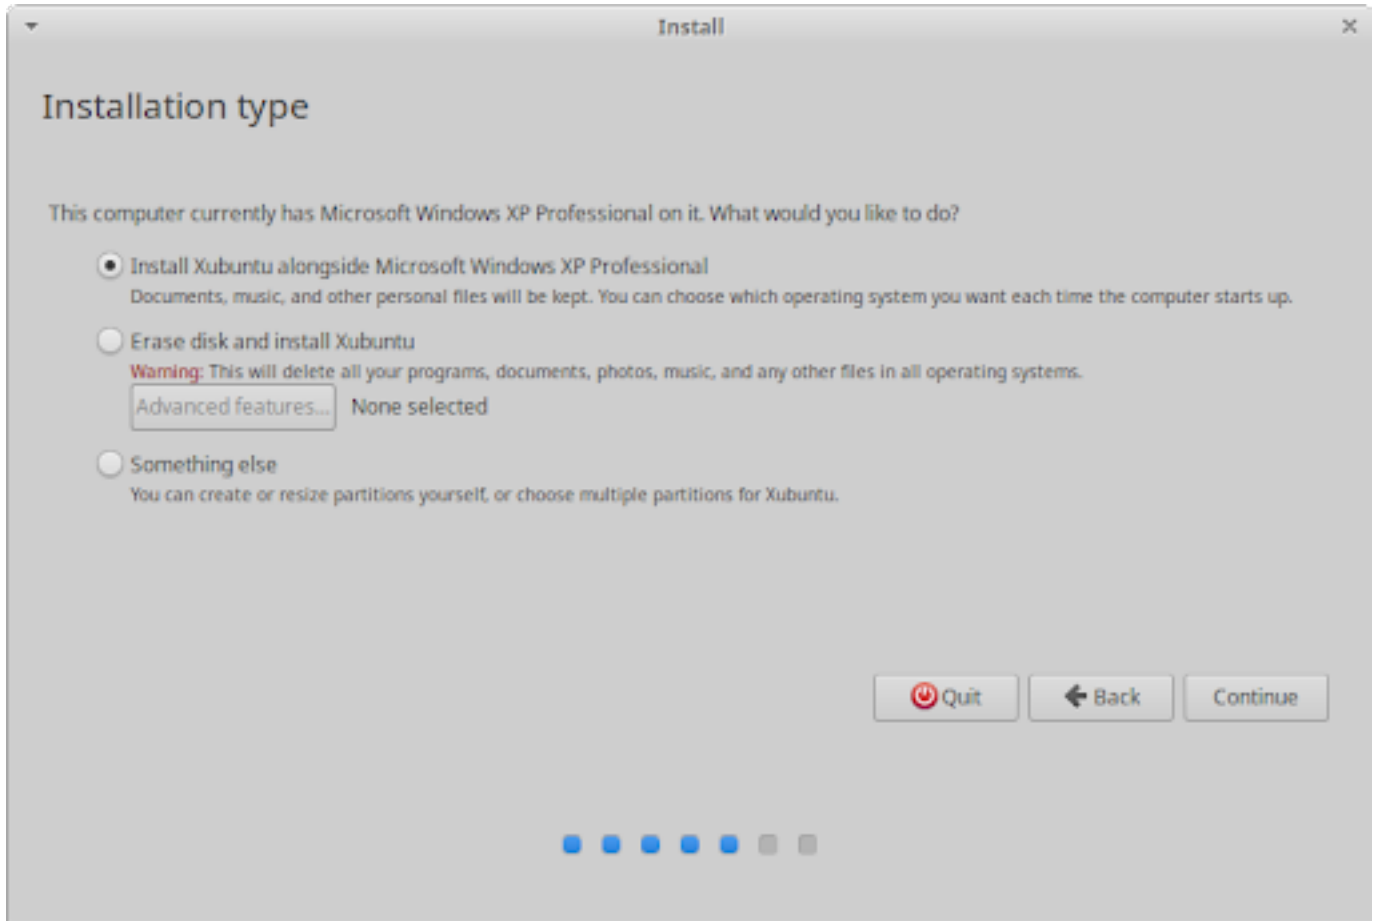 Install
Installation type
This computer currently has Microsoft Windows XP Professional on it. What would you like to do?
Install Xubuntu alongside Microsoft Windows XP Professional
Documents, music, and other personal files will be kept. You can choose which operating system you want each time the computer starts up.
Erase disk and install Xubuntu
Warning: This will delete all your programs, documents, photos, music, and any other files in all operating systems.
Advanced features... None selected
Something else
You can create or resize partitions yourself, or choose multiple partitions for Xubuntu.
Quit Back Continue